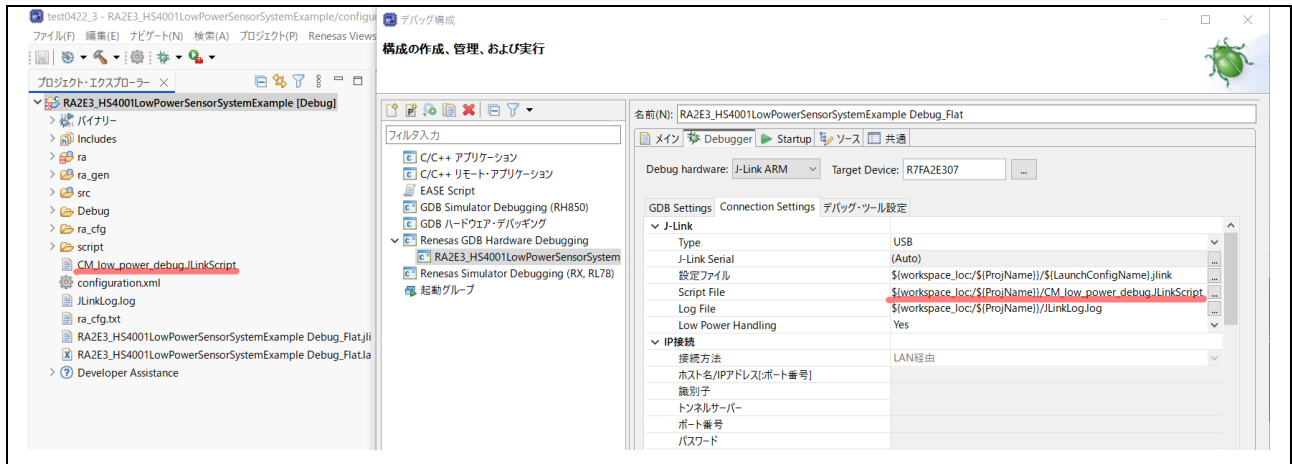 test0422_3 - RA2E3_HS4001LowPowerSensorSystemExample/configu
ファイル(F) 編集(E) ナビゲート(N) 検索(A) プロジェクト(P) Renesas Views
プロジェクト・エクスプローラー
RA2E3_HS4001LowPowerSensorSystemExample [Debug]
バイナリー
Includes
ra
ra_gen
src
Debug
ra_cfg
script
CM_low_power_debug.JLinkScript
configuration.xml
JLinkLog.log
ra_cfg.txt
RA2E3_HS4001LowPowerSensorSystemExample Debug_Flat.jli
RA2E3_HS4001LowPowerSensorSystemExample Debug_Flat.la
Developer Assistance
デバッグ構成
構成の作成、管理、および実行
フィルタ入力
C/C++ アプリケーション
C/C++ リモート・アプリケーション
EASE Script
GDB Simulator Debugging (RH850)
GDB ハードウェア・デバッギング
Renesas GDB Hardware Debugging
RA2E3_HS4001LowPowerSensorSystem
Renesas Simulator Debugging (RX, RL78)
起動グループ
名前(N): RA2E3_HS4001LowPowerSensorSystemExample Debug_Flat
メイン Debugger Startup ソース 共通
Debug hardware: J-Link ARM Target Device: R7FA2E307 ...
GDB Settings Connection Settings デバッグ・ツール設定
J-Link
Type USB
J-Link Serial (Auto) ...
設定ファイル ${workspace_loc:/${ProjName}}/${LaunchConfigName}.jlink ...
Script File ${workspace_loc:/${ProjName}}/CM_low_power_debug.JLinkScript ...
Log File ${workspace_loc:/${ProjName}}/JLinkLog.log ...
Low Power Handling Yes
IP接続
接続方法 LAN経由
ホスト名/IPアドレス[:ポート番号]
識別子
トンネルサーバー
ポート番号
パスワード